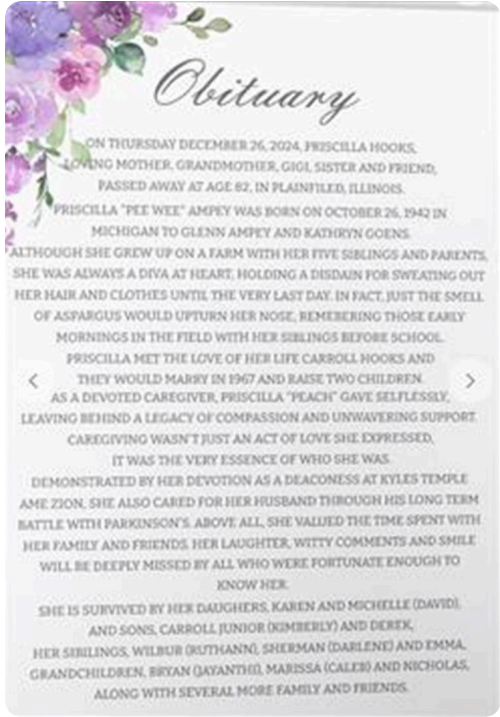 Obituary
ON THURSDAY DECEMBER 26, 2024, PRISCILLA HOOKS,
LOVING MOTHER, GRANDMOTHER, GIGI, SISTER AND FRIEND,
PASSED AWAY AT AGE 82, IN PLAINFILED, ILLINOIS.
PRISCILLA "PEE WEE" AMPEY WAS BORN ON OCTOBER 26, 1942 IN
MICHIGAN TO GLENN AMPEY AND KATHRYN GOENS.
ALTHOUGH SHE GREW UP ON A FARM WITH HER FIVE SIBLINGS AND PARENTS,
SHE WAS ALWAYS A DIVA AT HEART, HOLDING A DISDAIN FOR SWEATING OUT
HER HAIR AND CLOTHES UNTIL THE VERY LAST DAY. IN FACT, JUST THE SMELL
OF ASPARGUS WOULD UPTURN HER NOSE, REMEBERING THOSE EARLY
MORNINGS IN THE FIELD WITH HER SIBLINGS BEFORE SCHOOL.
PRISCILLA MET THE LOVE OF HER LIFE CARROLL HOOKS AND
THEY WOULD MARRY IN 1967 AND RAISE TWO CHILDREN.
AS A DEVOTED CAREGIVER, PRISCILLA "PEACH" GAVE SELFLESSLY,
LEAVING BEHIND A LEGACY OF COMPASSION AND UNWAVERING SUPPORT.
CAREGIVING WASN'T JUST AN ACT OF LOVE SHE EXPRESSED,
IT WAS THE VERY ESSENCE OF WHO SHE WAS.
DEMONSTRATED BY HER DEVOTION AS A DEACONESS AT KYLES TEMPLE
AME ZION, SHE ALSO CARED FOR HER HUSBAND THROUGH HIS LONG TERM
BATTLE WITH PARKINSON'S. ABOVE ALL, SHE VALUED THE TIME SPENT WITH
HER FAMILY AND FRIENDS. HER LAUGHTER, WITTY COMMENTS AND SMILE
WILL BE DEEPLY MISSED BY ALL WHO WERE FORTUNATE ENOUGH TO
KNOW HER.
SHE IS SURVIVED BY HER DAUGHERS, KAREN AND MICHELLE (DAVID),
AND SONS, CARROLL JUNIOR (KIMBERLY) AND DEREK,
HER SIBILINGS, WILBUR (RUTHANN), SHERMAN (DARLENE) AND EMMA,
GRANDCHILDREN, BRYAN (JAYANTHI), MARISSA (CALEB) AND NICHOLAS,
ALONG WITH SEVERAL MORE FAMILY AND FRIENDS.